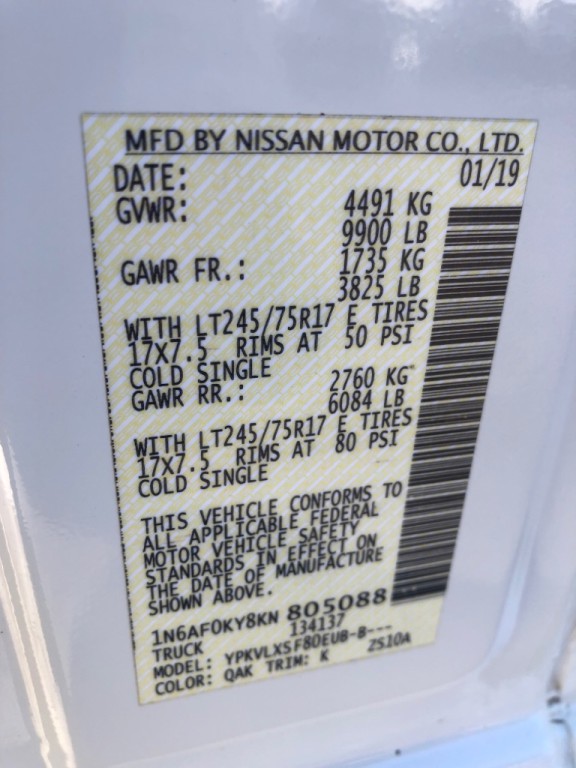 MFD BY NISSAN MOTOR CO., LTD.
DATE: 01/19
GVWR: 4491 KG
9900 LB
GAWR FR.: 1735 KG
3825 LB
WITH LT245/75R17 E TIRES
17X7.5 RIMS AT 50 PSI
COLD SINGLE
GAWR RR.: 2760 KG
6084 LB
WITH LT245/75R17 E TIRES
17X7.5 RIMS AT 80 PSI
COLD SINGLE
THIS VEHICLE CONFORMS TO
ALL APPLICABLE FEDERAL
MOTOR VEHICLE SAFETY
STANDARDS IN EFFECT ON
THE DATE OF MANUFACTURE
SHOWN ABOVE.
1N6AF0KY8KN 805088
TRUCK 134137
MODEL: YPKVLXSF80EUB-B---
COLOR: QAK TRIM: K ZS10A